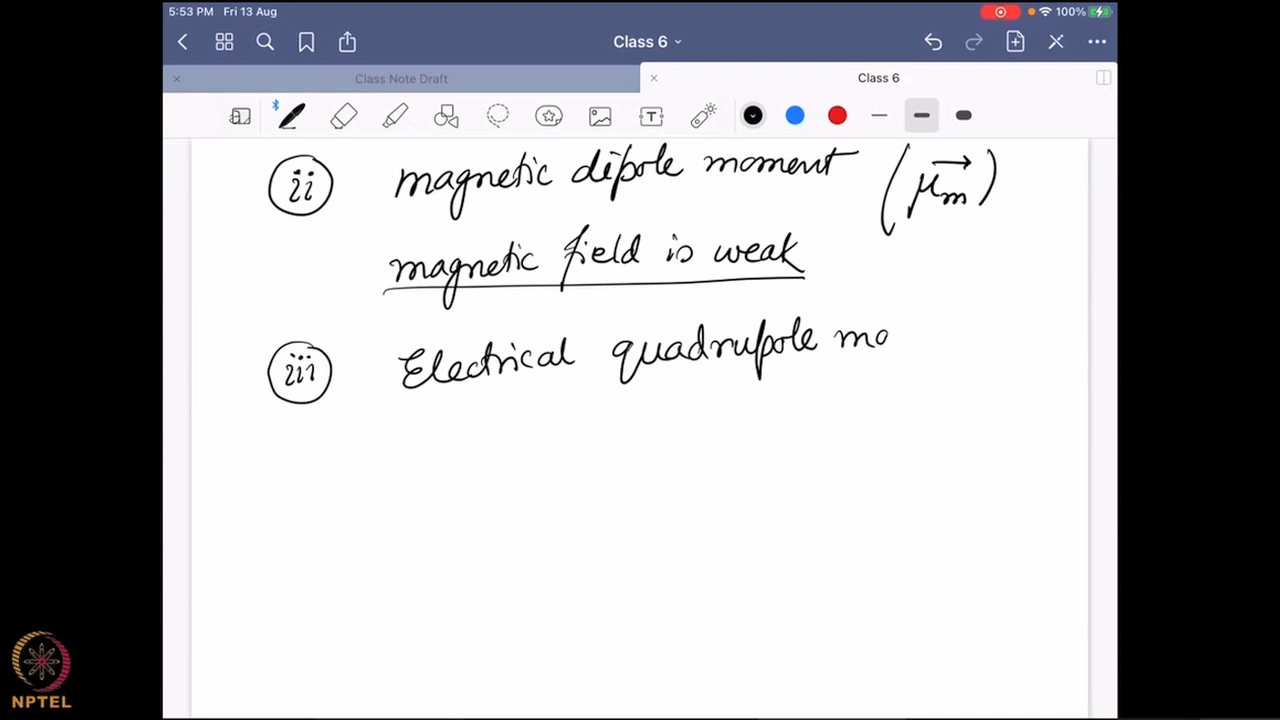 5:53 PM Fri 13 Aug
100%
Class 6
Class Note Draft
Class 6
T
ii magnetic dipole moment (μm)
magnetic field is weak
iii Electrical quadrupole mo
NPTEL